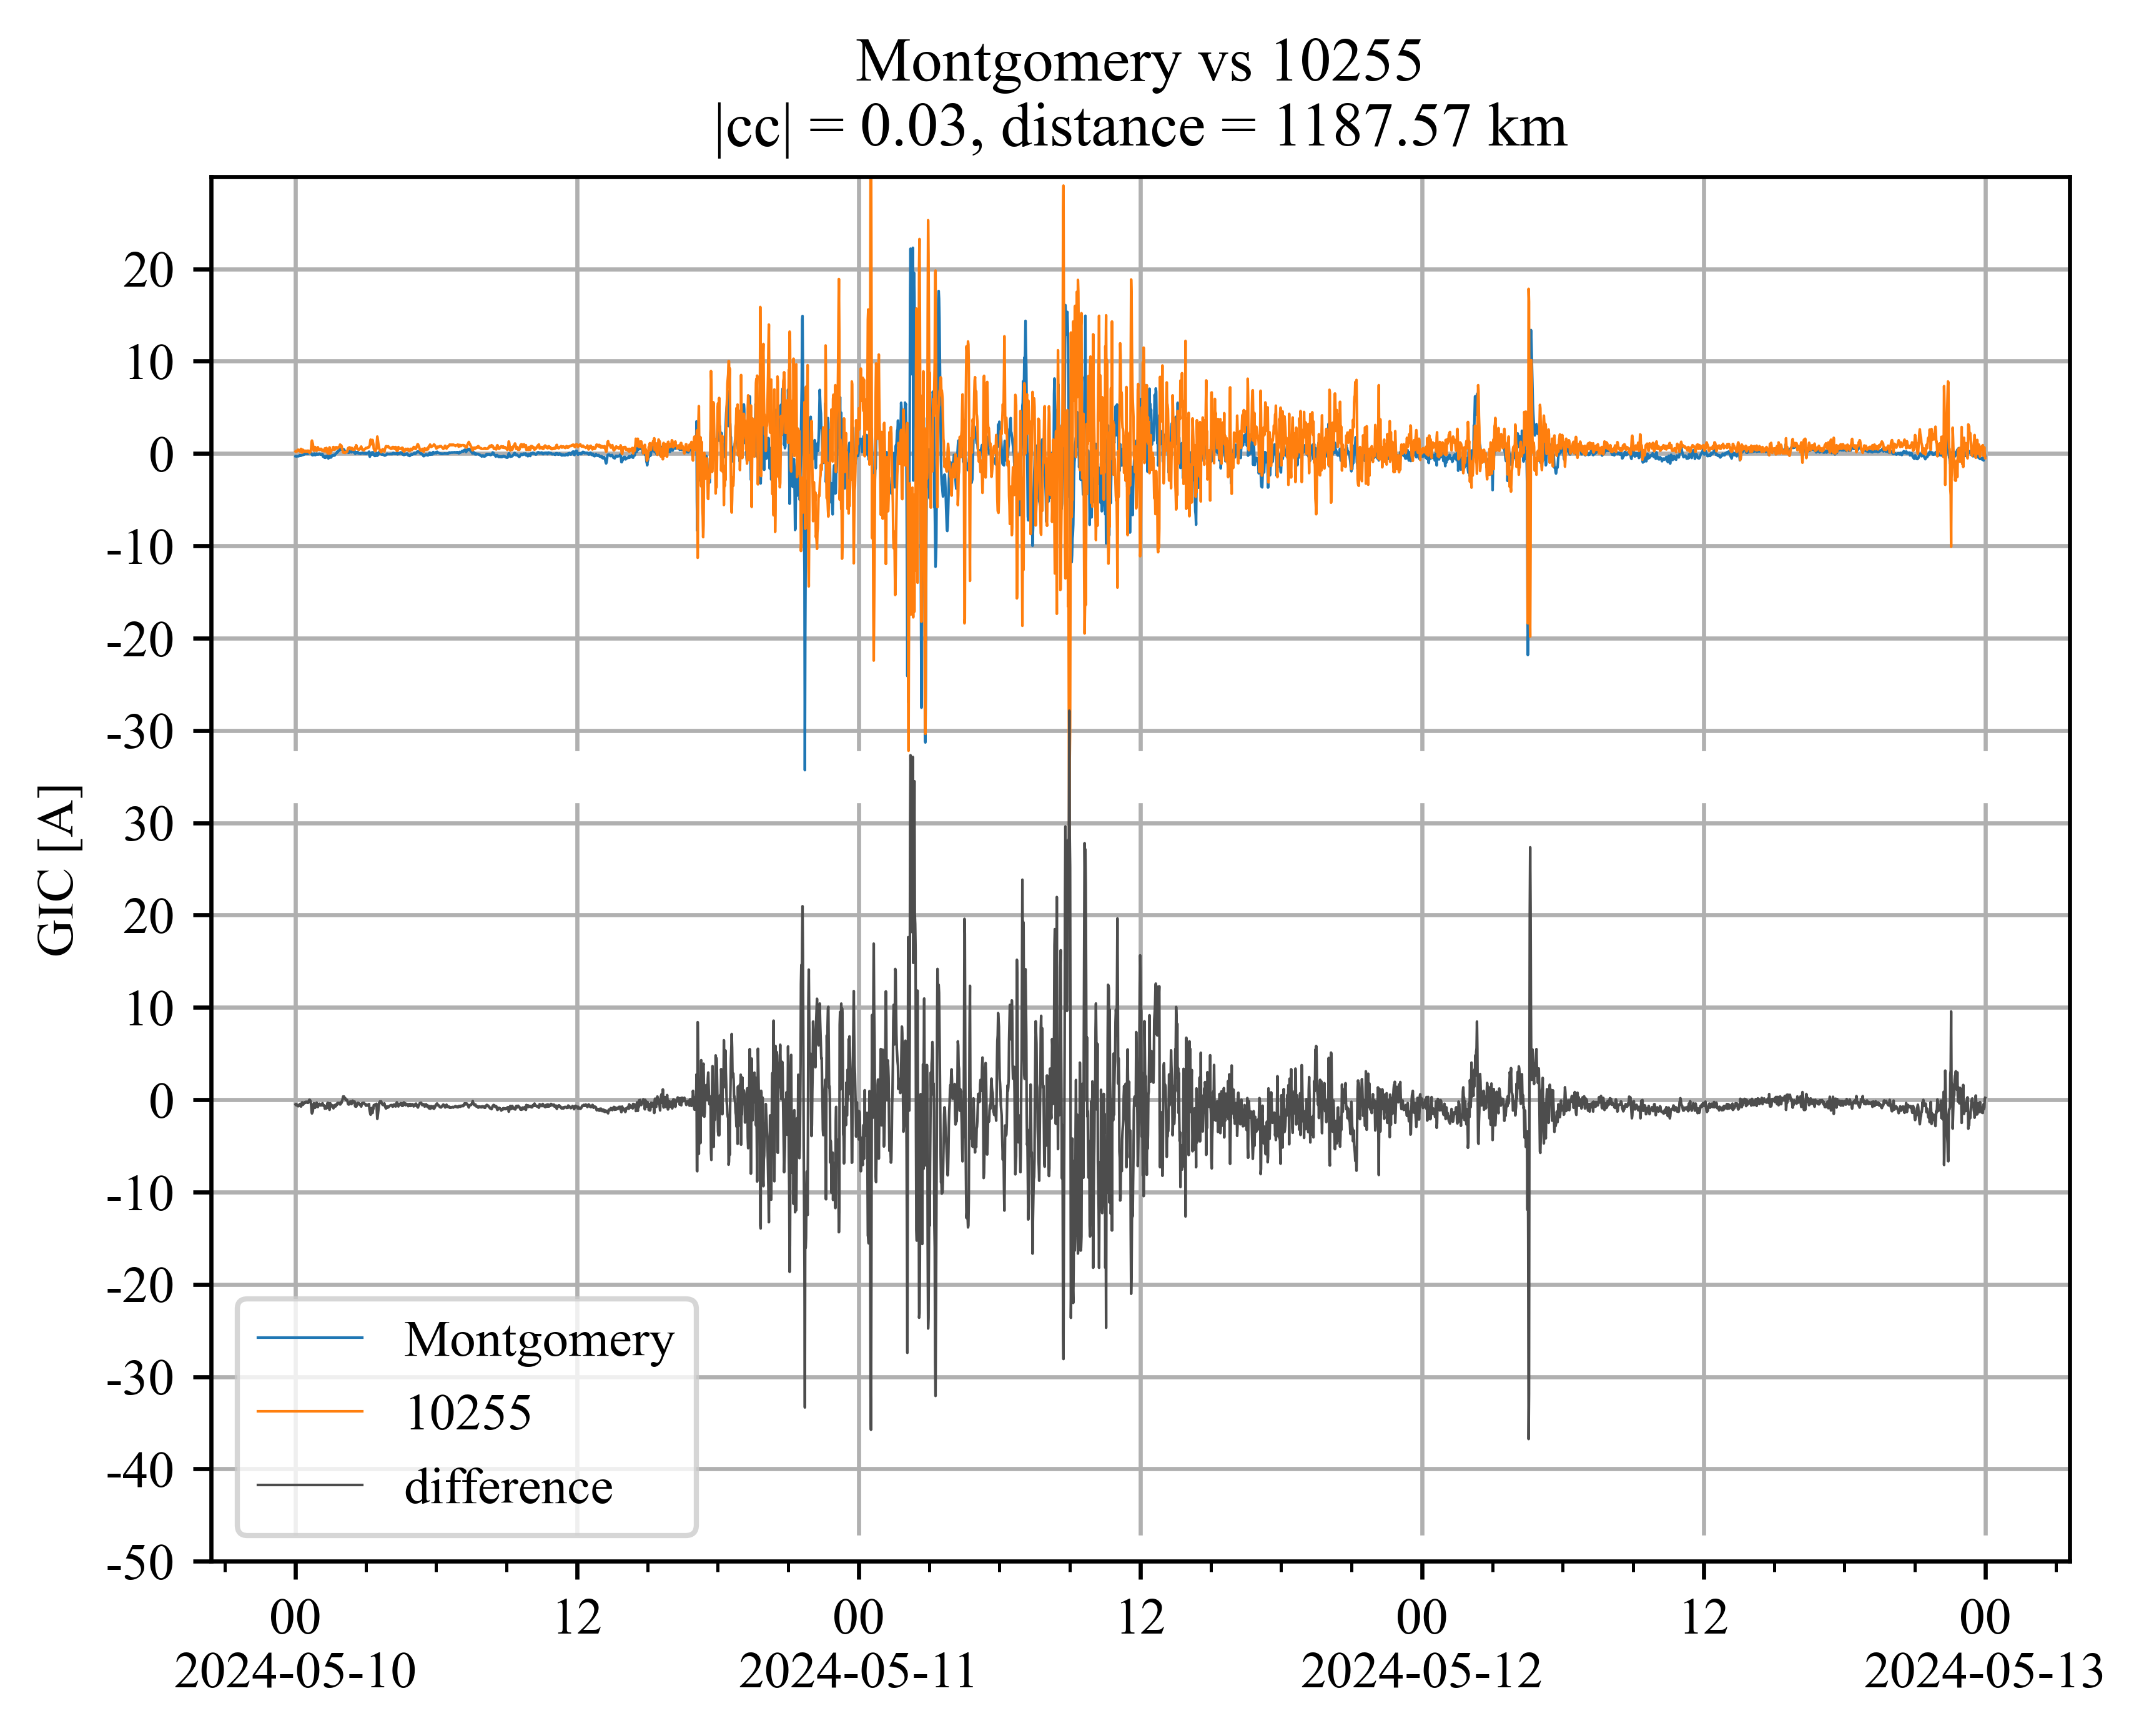 Montgomery vs 10255
|cc| = 0.03, distance = 1187.57 km
GIC [A]
20
10
0
-10
-20
-30
30
20
10
0
-10
-20
-30
-40
-50
Montgomery
10255
difference
00 12 00 12 00 12 00
2024-05-10 2024-05-11 2024-05-12 2024-05-13